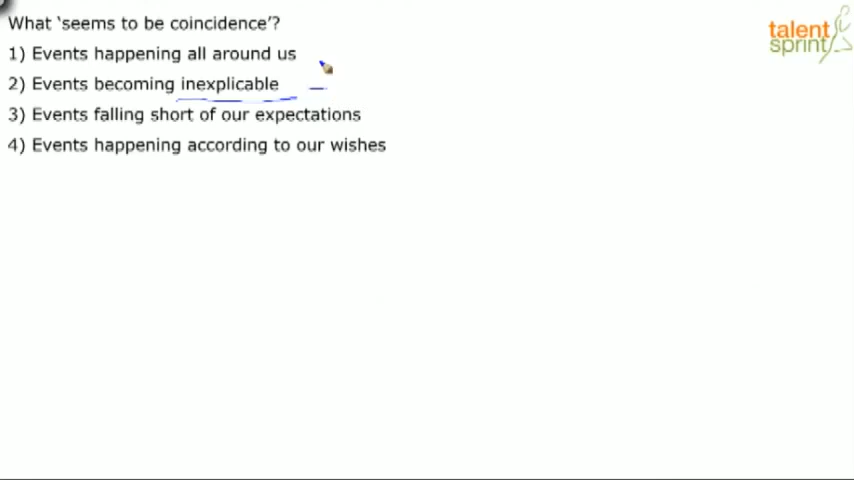 What 'seems to be coincidence'?
talent
sprint
1) Events happening all around us
2) Events becoming inexplicable
3) Events falling short of our expectations
4) Events happening according to our wishes